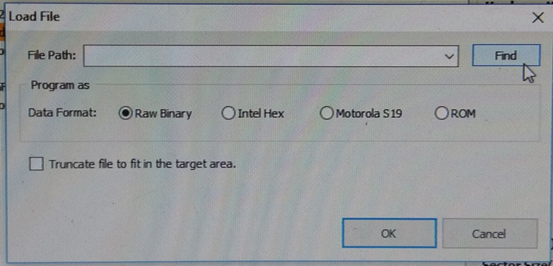 Load File
File Path:
Find
Program as
Data Format:
Raw Binary
Intel Hex
Motorola S19
ROM
Truncate file to fit in the target area.
OK
Cancel